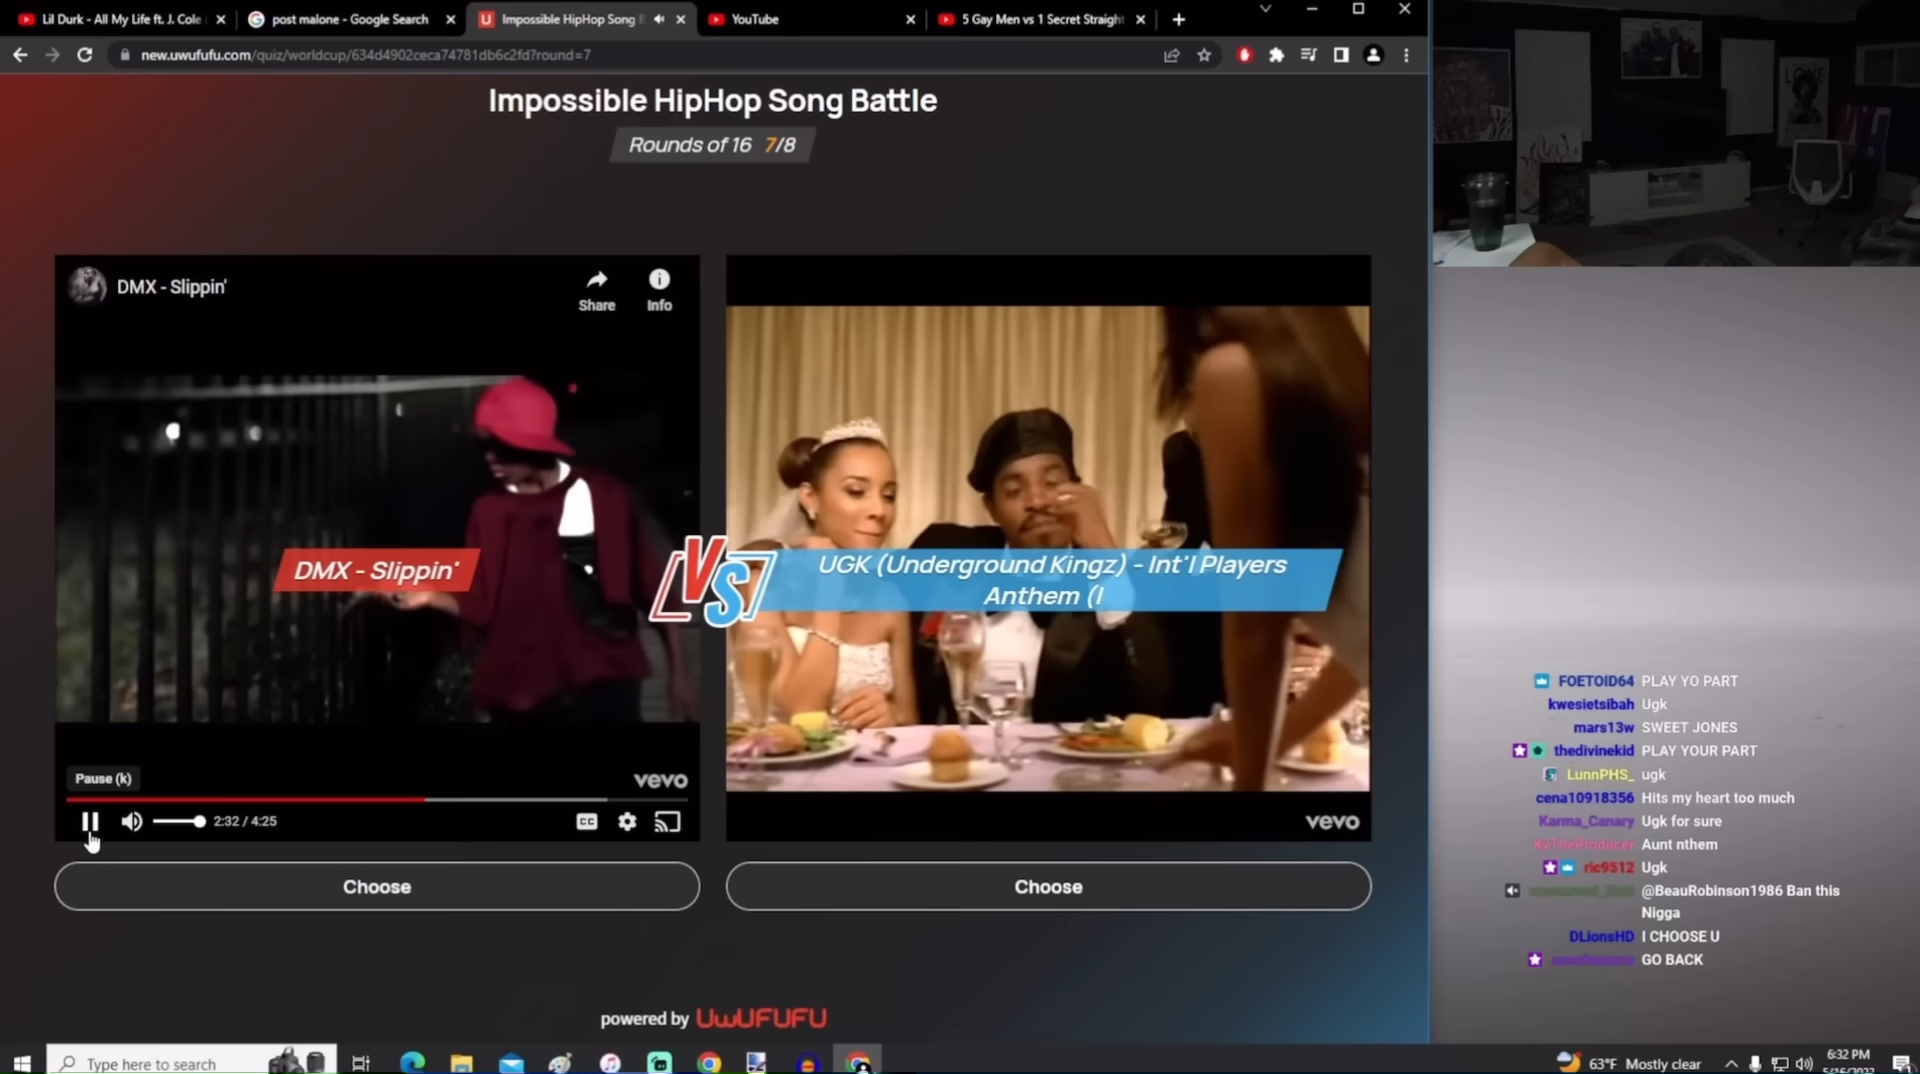 Lil Durk - All My Life ft. J. Cole
post malone - Google Search
Impossible HipHop Song B
YouTube
5 Gay Men vs 1 Secret Straight
new.uwufufu.com/quiz/worldcup/634d4902ceca74781db6c2fd?round=7
Impossible HipHop Song Battle
Rounds of 16 7/8
DMX - Slippin'
Share
Info
LOVE
DMX - Slippin'
VS
UGK (Underground Kingz) - Int'l Players
Anthem (I
Pause (k)
vevo
2:32 / 4:25
CC
vevo
Choose
Choose
FOETOID64 PLAY YO PART
kwesietsibah Ugk
mars13w SWEET JONES
thedivinekid PLAY YOUR PART
LunnPHS_ ugk
cena10918356 Hits my heart too much
Karma_Canary Ugk for sure
KyTheProducer Aunt nthem
ric9512 Ugk
@BeauRobinson1986 Ban this
Nigga
DLionsHD I CHOOSE U
GO BACK
powered by UwUFUFU
Type here to search
63°F Mostly clear
6:32 PM